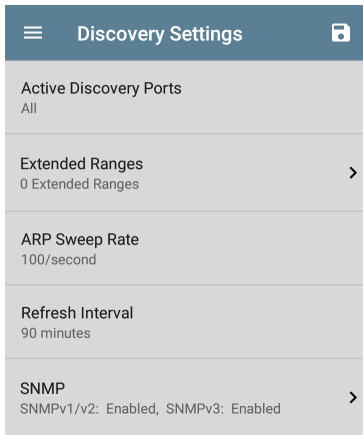 Discovery Settings
Active Discovery Ports
All
Extended Ranges
0 Extended Ranges
ARP Sweep Rate
100/second
Refresh Interval
90 minutes
SNMP
SNMPv1/v2: Enabled, SNMPv3: Enabled